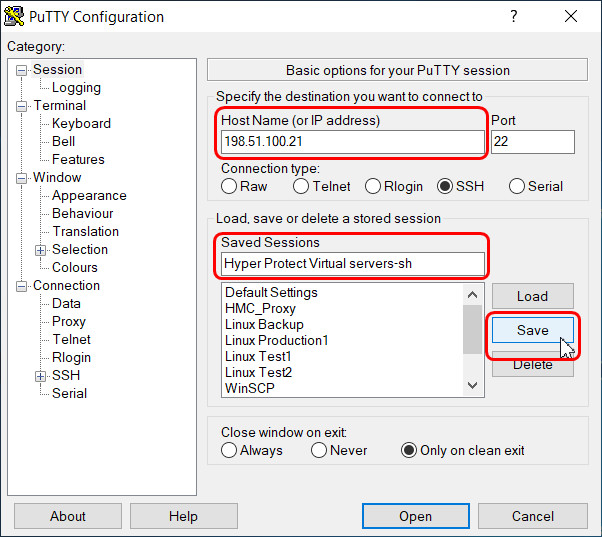 PuTTY Configuration
Category:
Session
Logging
Terminal
Keyboard
Bell
Features
Window
Appearance
Behaviour
Translation
Selection
Colours
Connection
Data
Proxy
Telnet
Rlogin
SSH
Serial
Basic options for your PuTTY session
Specify the destination you want to connect to
Host Name (or IP address) Port
198.51.100.21 22
Connection type:
Raw Telnet Rlogin SSH Serial
Load, save or delete a stored session
Saved Sessions
Hyper Protect Virtual servers-sh
Default Settings
HMC_Proxy
Linux Backup
Linux Production1
Linux Test1
Linux Test2
WinSCP
Load
Save
Delete
Close window on exit:
Always Never Only on clean exit
About Help Open Cancel